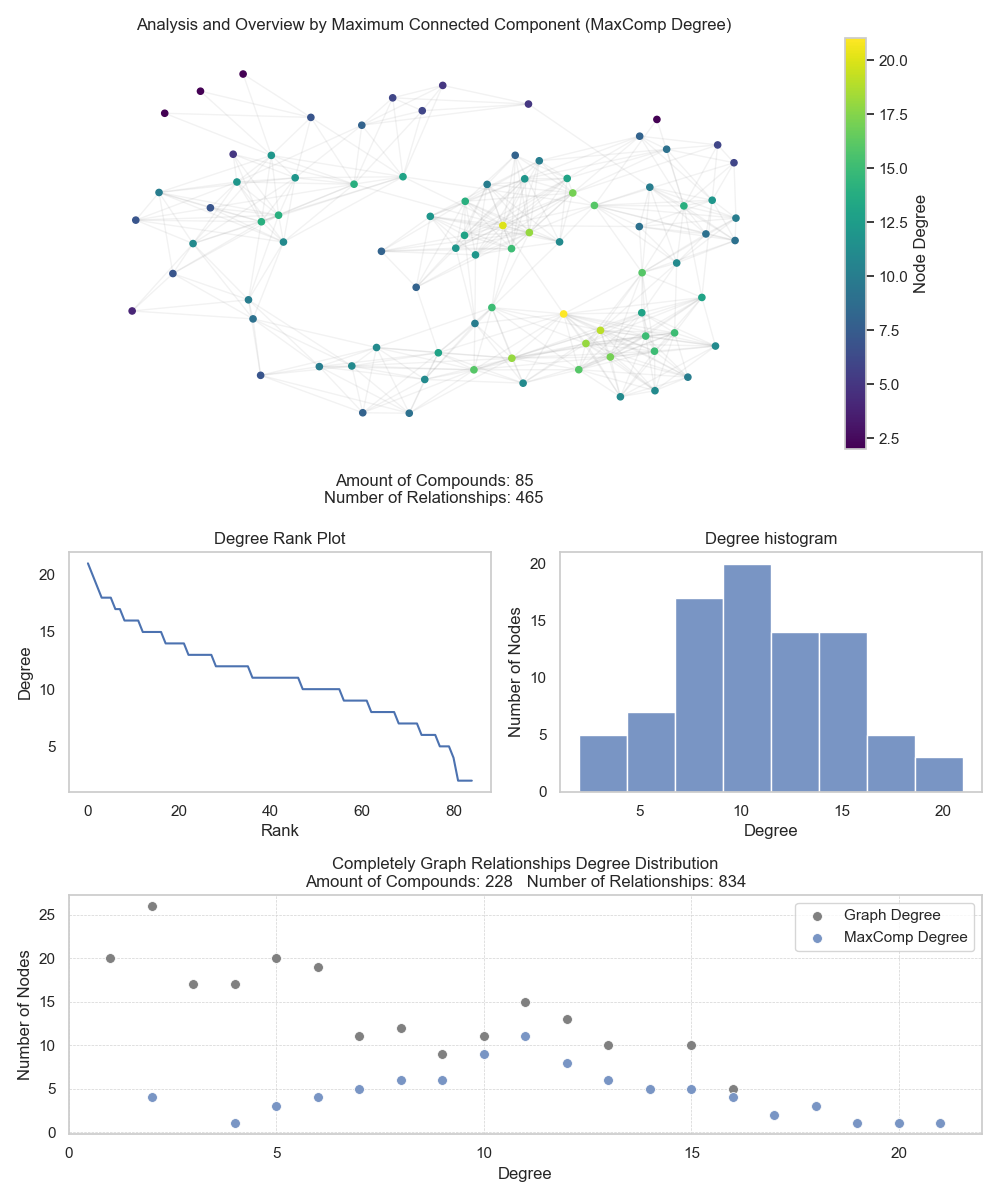 Analysis and Overview by Maximum Connected Component (MaxComp Degree)
20.0
17.5
15.0
12.5
10.0
7.5
5.0
2.5
Node Degree
Amount of Compounds: 85
Number of Relationships: 465
Degree Rank Plot
20
15
10
5
Degree
0
20
40
60
80
Rank
Degree histogram
20
15
10
5
0
Number of Nodes
5
10
15
20
Degree
Completely Graph Relationships Degree Distribution
Amount of Compounds: 228   Number of Relationships: 834
25
20
15
10
5
0
Number of Nodes
Graph Degree
MaxComp Degree
0
5
10
15
20
Degree